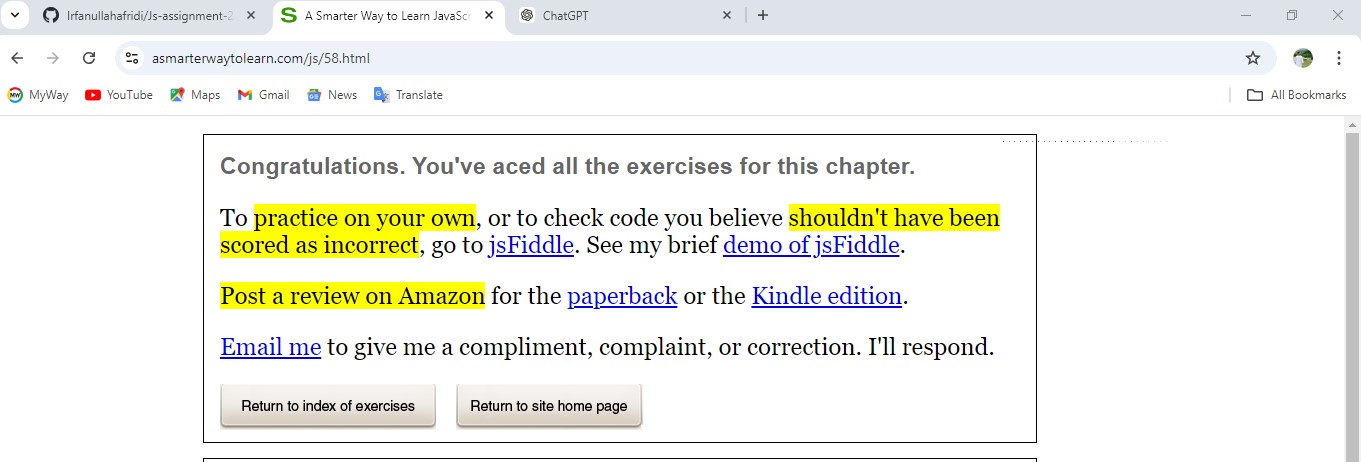 Irfanullahafridi/Js-assignment-2
A Smarter Way to Learn JavaScr
ChatGPT
asmarterwaytolearn.com/js/58.html
MyWay
YouTube
Maps
Gmail
News
Translate
All Bookmarks
Congratulations. You've aced all the exercises for this chapter.
To practice on your own, or to check code you believe shouldn't have been
scored as incorrect, go to jsFiddle. See my brief demo of jsFiddle.
Post a review on Amazon for the paperback or the Kindle edition.
Email me to give me a compliment, complaint, or correction. I'll respond.
Return to index of exercises
Return to site home page